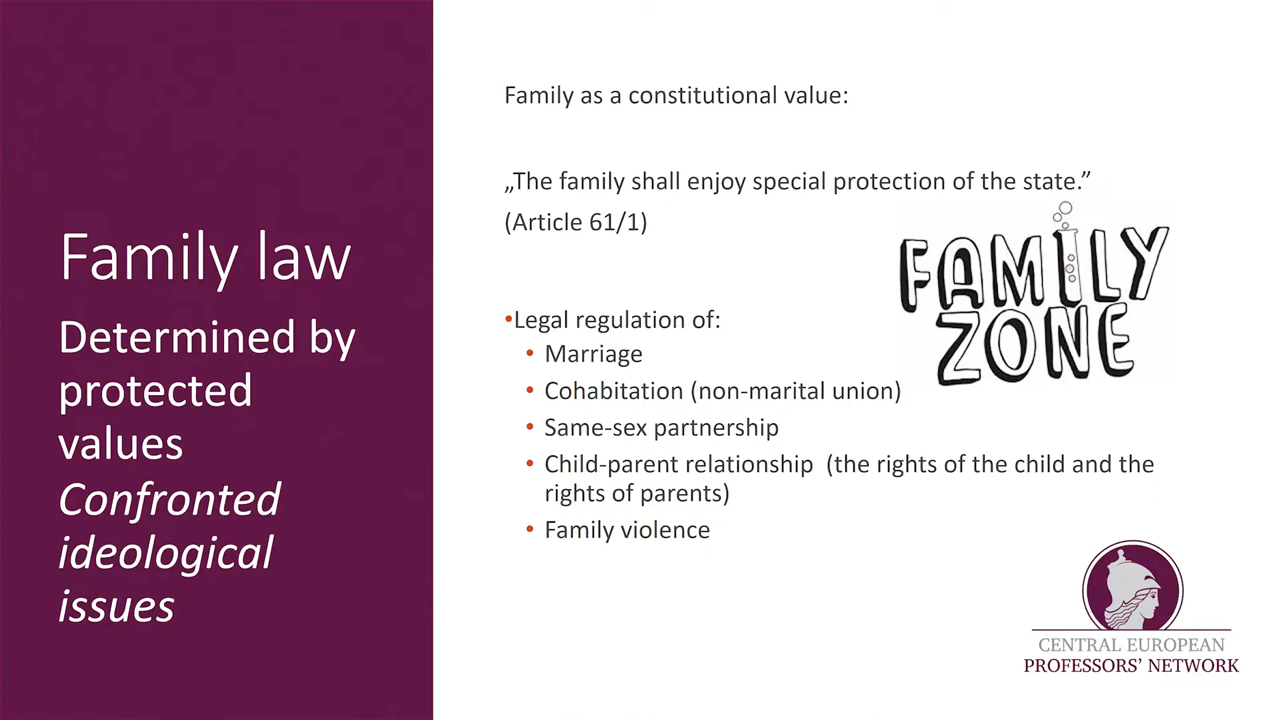 Family law
Determined by
protected
values
Confronted
ideological
issues
Family as a constitutional value:
„The family shall enjoy special protection of the state.”
(Article 61/1)
•Legal regulation of:
• Marriage
• Cohabitation (non-marital union)
• Same-sex partnership
• Child-parent relationship  (the rights of the child and the
rights of parents)
• Family violence
FAMILY
ZONE
CENTRAL EUROPEAN
PROFESSORS’ NETWORK